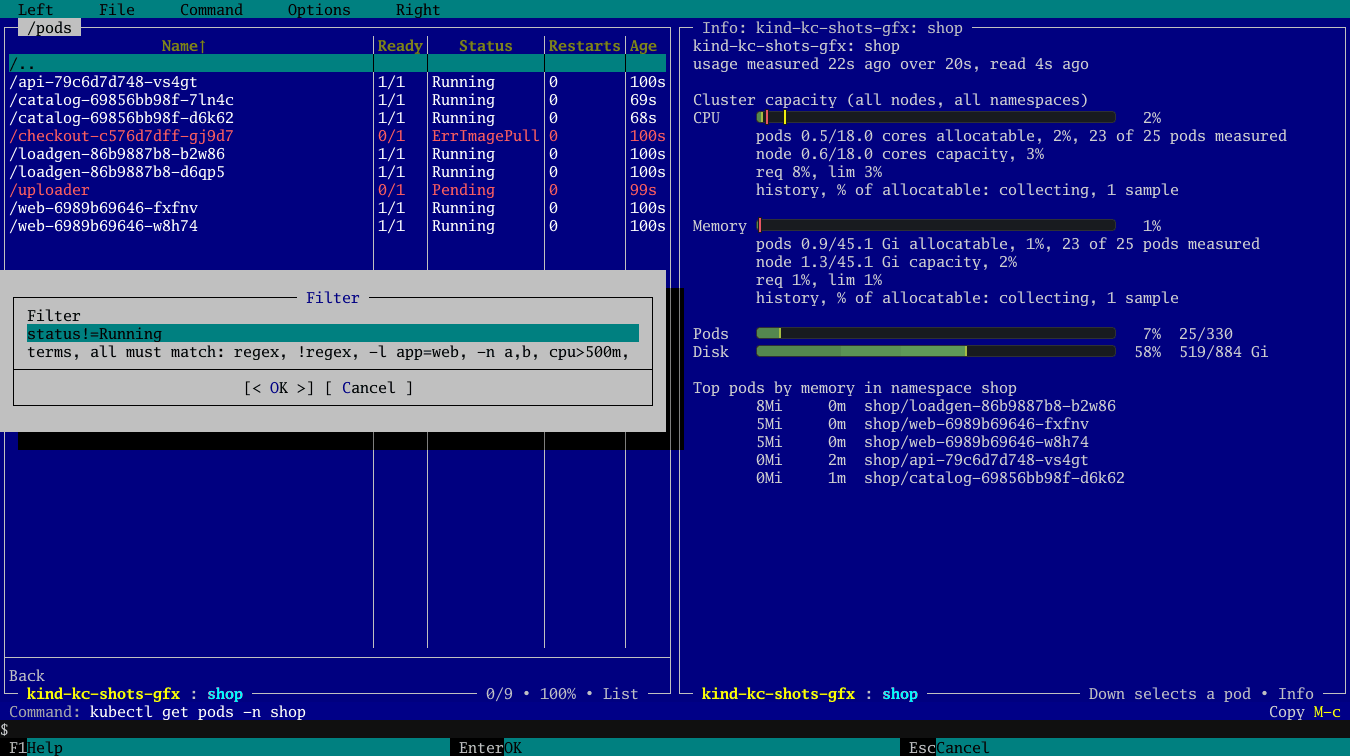 Left File Command Options Right
/pods
Name↑ Ready Status Restarts Age
/..
/api-79c6d7d748-vs4gt 1/1 Running 0 100s
/catalog-69856bb98f-7ln4c 1/1 Running 0 69s
/catalog-69856bb98f-d6k62 1/1 Running 0 68s
/checkout-c576d7dff-gj9d7 0/1 ErrImagePull 0 100s
/loadgen-86b9887b8-b2w86 1/1 Running 0 100s
/loadgen-86b9887b8-d6qp5 1/1 Running 0 100s
/uploader 0/1 Pending 0 99s
/web-6989b69646-fxfnv 1/1 Running 0 100s
/web-6989b69646-w8h74 1/1 Running 0 100s
Filter
Filter
status!=Running
terms, all must match: regex, !regex, -l app=web, -n a,b, cpu>500m,
[< OK >] [ Cancel ]
Back
kind-kc-shots-gfx : shop 0/9 • 100% • List
Info: kind-kc-shots-gfx: shop
kind-kc-shots-gfx: shop
usage measured 22s ago over 20s, read 4s ago
Cluster capacity (all nodes, all namespaces)
CPU 2%
pods 0.5/18.0 cores allocatable, 2%, 23 of 25 pods measured
node 0.6/18.0 cores capacity, 3%
req 8%, lim 3%
history, % of allocatable: collecting, 1 sample
Memory 1%
pods 0.9/45.1 Gi allocatable, 1%, 23 of 25 pods measured
node 1.3/45.1 Gi capacity, 2%
req 1%, lim 1%
history, % of allocatable: collecting, 1 sample
Pods 7% 25/330
Disk 58% 519/884 Gi
Top pods by memory in namespace shop
8Mi 0m shop/loadgen-86b9887b8-b2w86
5Mi 0m shop/web-6989b69646-fxfnv
5Mi 0m shop/web-6989b69646-w8h74
0Mi 2m shop/api-79c6d7d748-vs4gt
0Mi 1m shop/catalog-69856bb98f-d6k62
kind-kc-shots-gfx : shop Down selects a pod • Info
Command: kubectl get pods -n shop Copy M-c
$
F1Help EnterOK EscCancel